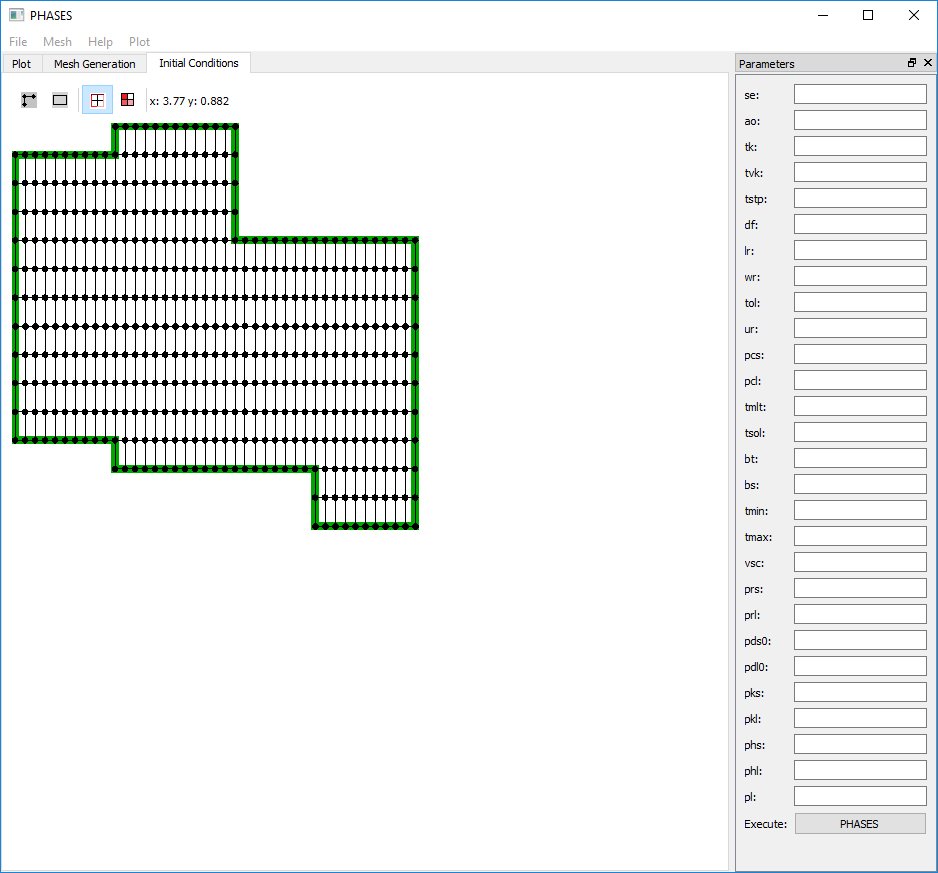 PHASES
File Mesh Help Plot
Plot Mesh Generation Initial Conditions
x: 3.77 y: 0.882
Parameters
se:
ao:
tk:
tvk:
tstp:
df:
lr:
wr:
tol:
ur:
pcs:
pcl:
tmlt:
tsol:
bt:
bs:
tmin:
tmax:
vsc:
prs:
prl:
pds0:
pdl0:
pks:
pkl:
phs:
phl:
pl:
Execute: PHASES